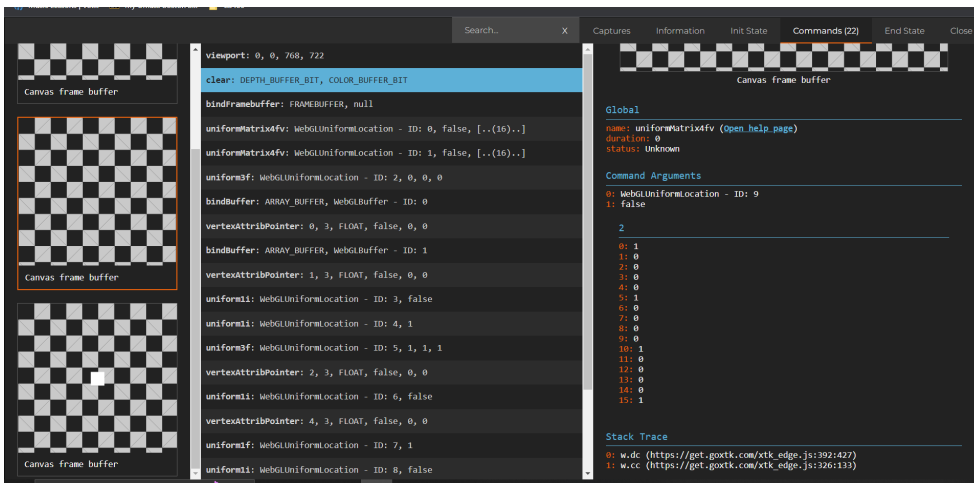 Search...
X
Captures
Information
Init State
Commands (22)
End State
Close
Canvas frame buffer
Canvas frame buffer
Canvas frame buffer
viewport: 0, 0, 768, 722
clear: DEPTH_BUFFER_BIT, COLOR_BUFFER_BIT
bindFramebuffer: FRAMEBUFFER, null
uniformMatrix4fv: WebGLUniformLocation - ID: 0, false, [..(16)..]
uniformMatrix4fv: WebGLUniformLocation - ID: 1, false, [..(16)..]
uniform3f: WebGLUniformLocation - ID: 2, 0, 0, 0
bindBuffer: ARRAY_BUFFER, WebGLBuffer - ID: 0
vertexAttribPointer: 0, 3, FLOAT, false, 0, 0
bindBuffer: ARRAY_BUFFER, WebGLBuffer - ID: 1
vertexAttribPointer: 1, 3, FLOAT, false, 0, 0
uniform1i: WebGLUniformLocation - ID: 3, false
uniform1i: WebGLUniformLocation - ID: 4, 1
uniform3f: WebGLUniformLocation - ID: 5, 1, 1, 1
vertexAttribPointer: 2, 3, FLOAT, false, 0, 0
uniform1i: WebGLUniformLocation - ID: 6, false
vertexAttribPointer: 4, 3, FLOAT, false, 0, 0
uniform1f: WebGLUniformLocation - ID: 7, 1
uniform1i: WebGLUniformLocation - ID: 8, false
Canvas frame buffer
Global
name: uniformMatrix4fv (Open help page)
duration: 0
status: Unknown
Command Arguments
0: WebGLUniformLocation - ID: 9
1: false
2
0: 1
1: 0
2: 0
3: 0
4: 0
5: 1
6: 0
7: 0
8: 0
9: 0
10: 1
11: 0
12: 0
13: 0
14: 0
15: 1
Stack Trace
0: w.dc (https://get.goxtk.com/xtk_edge.js:392:427)
1: w.cc (https://get.goxtk.com/xtk_edge.js:326:133)